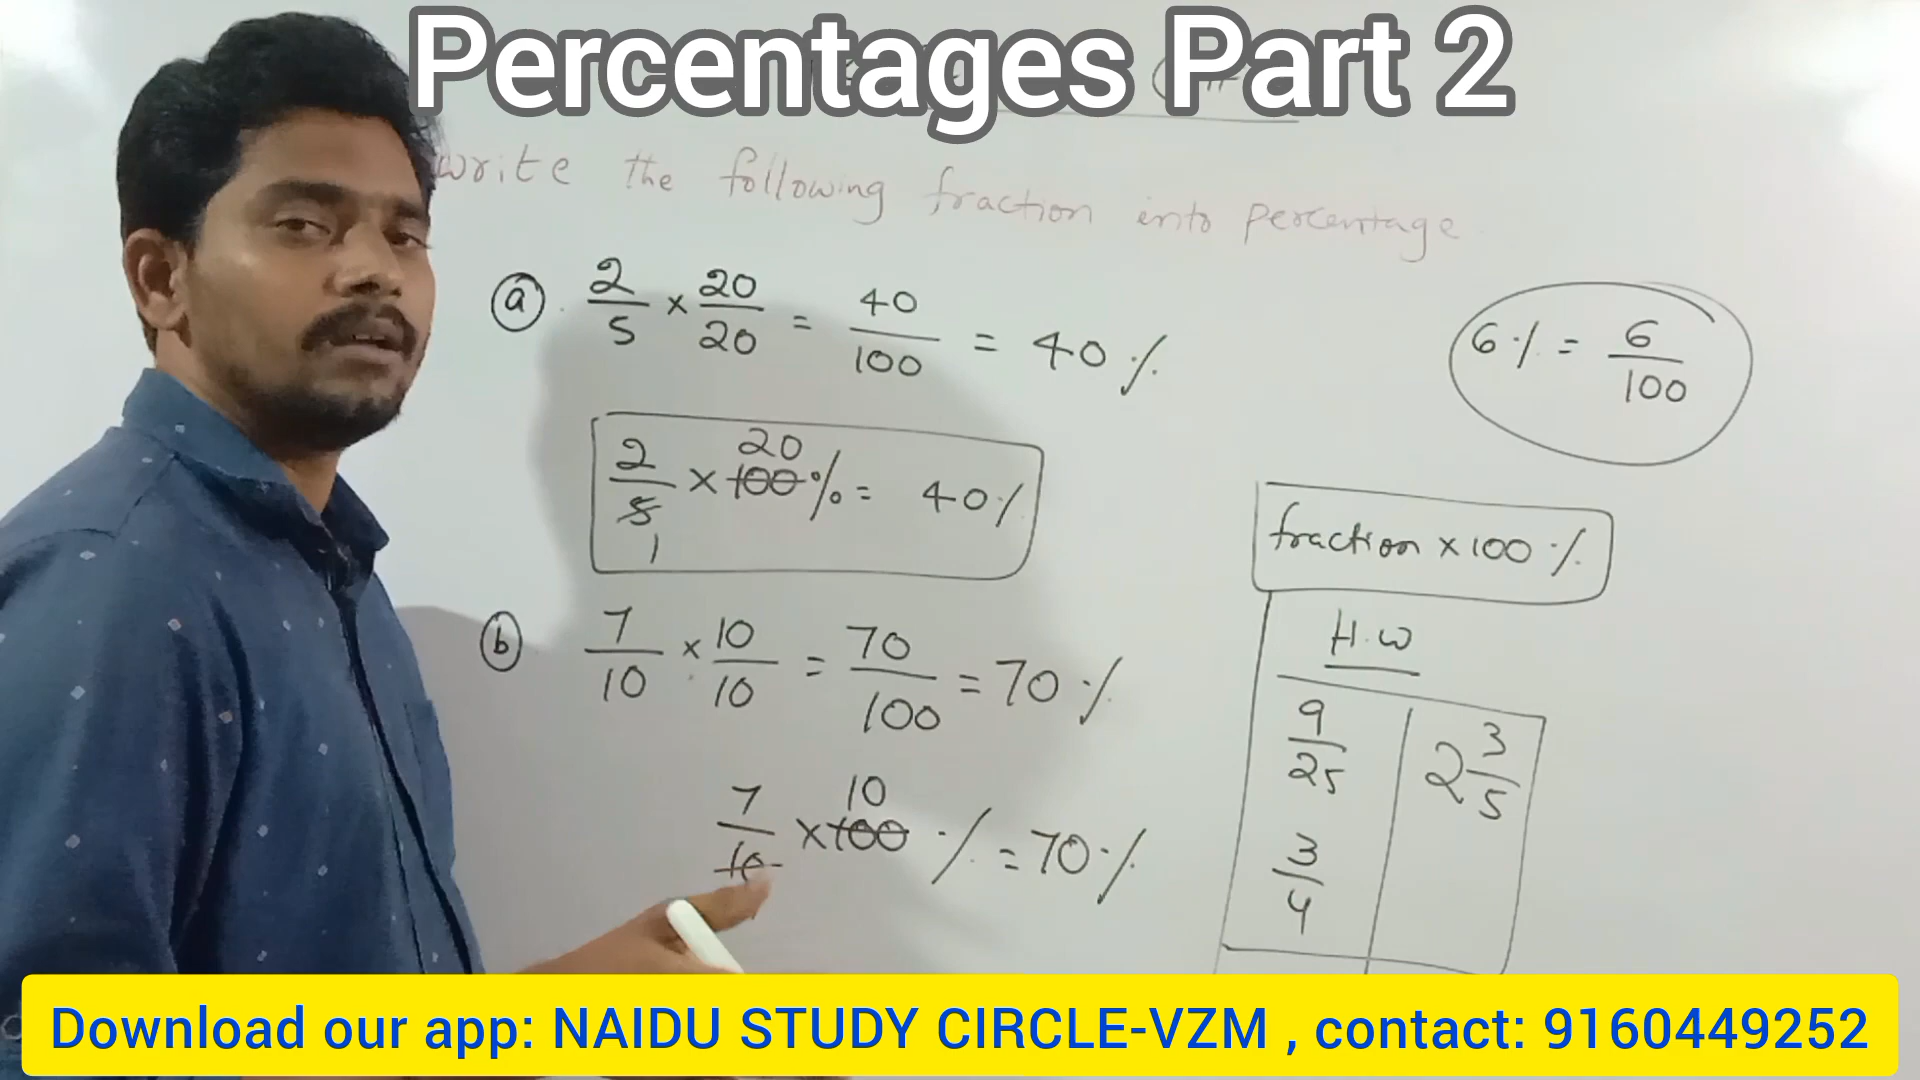 Percentages Part 2
write the following fraction into percentage
ⓐ 2/5 × 20/20 = 40/100 = 40 %
6 % = 6/100
2/5 × 100 % = 40 %
20
1
fraction × 100 %
ⓑ 7/10 × 10/10 = 70/100 = 70 %
H.W
9/25
2 3/5
3/4
10
7/10 × 100 % = 70 %
Download our app: NAIDU STUDY CIRCLE-VZM , contact: 9160449252